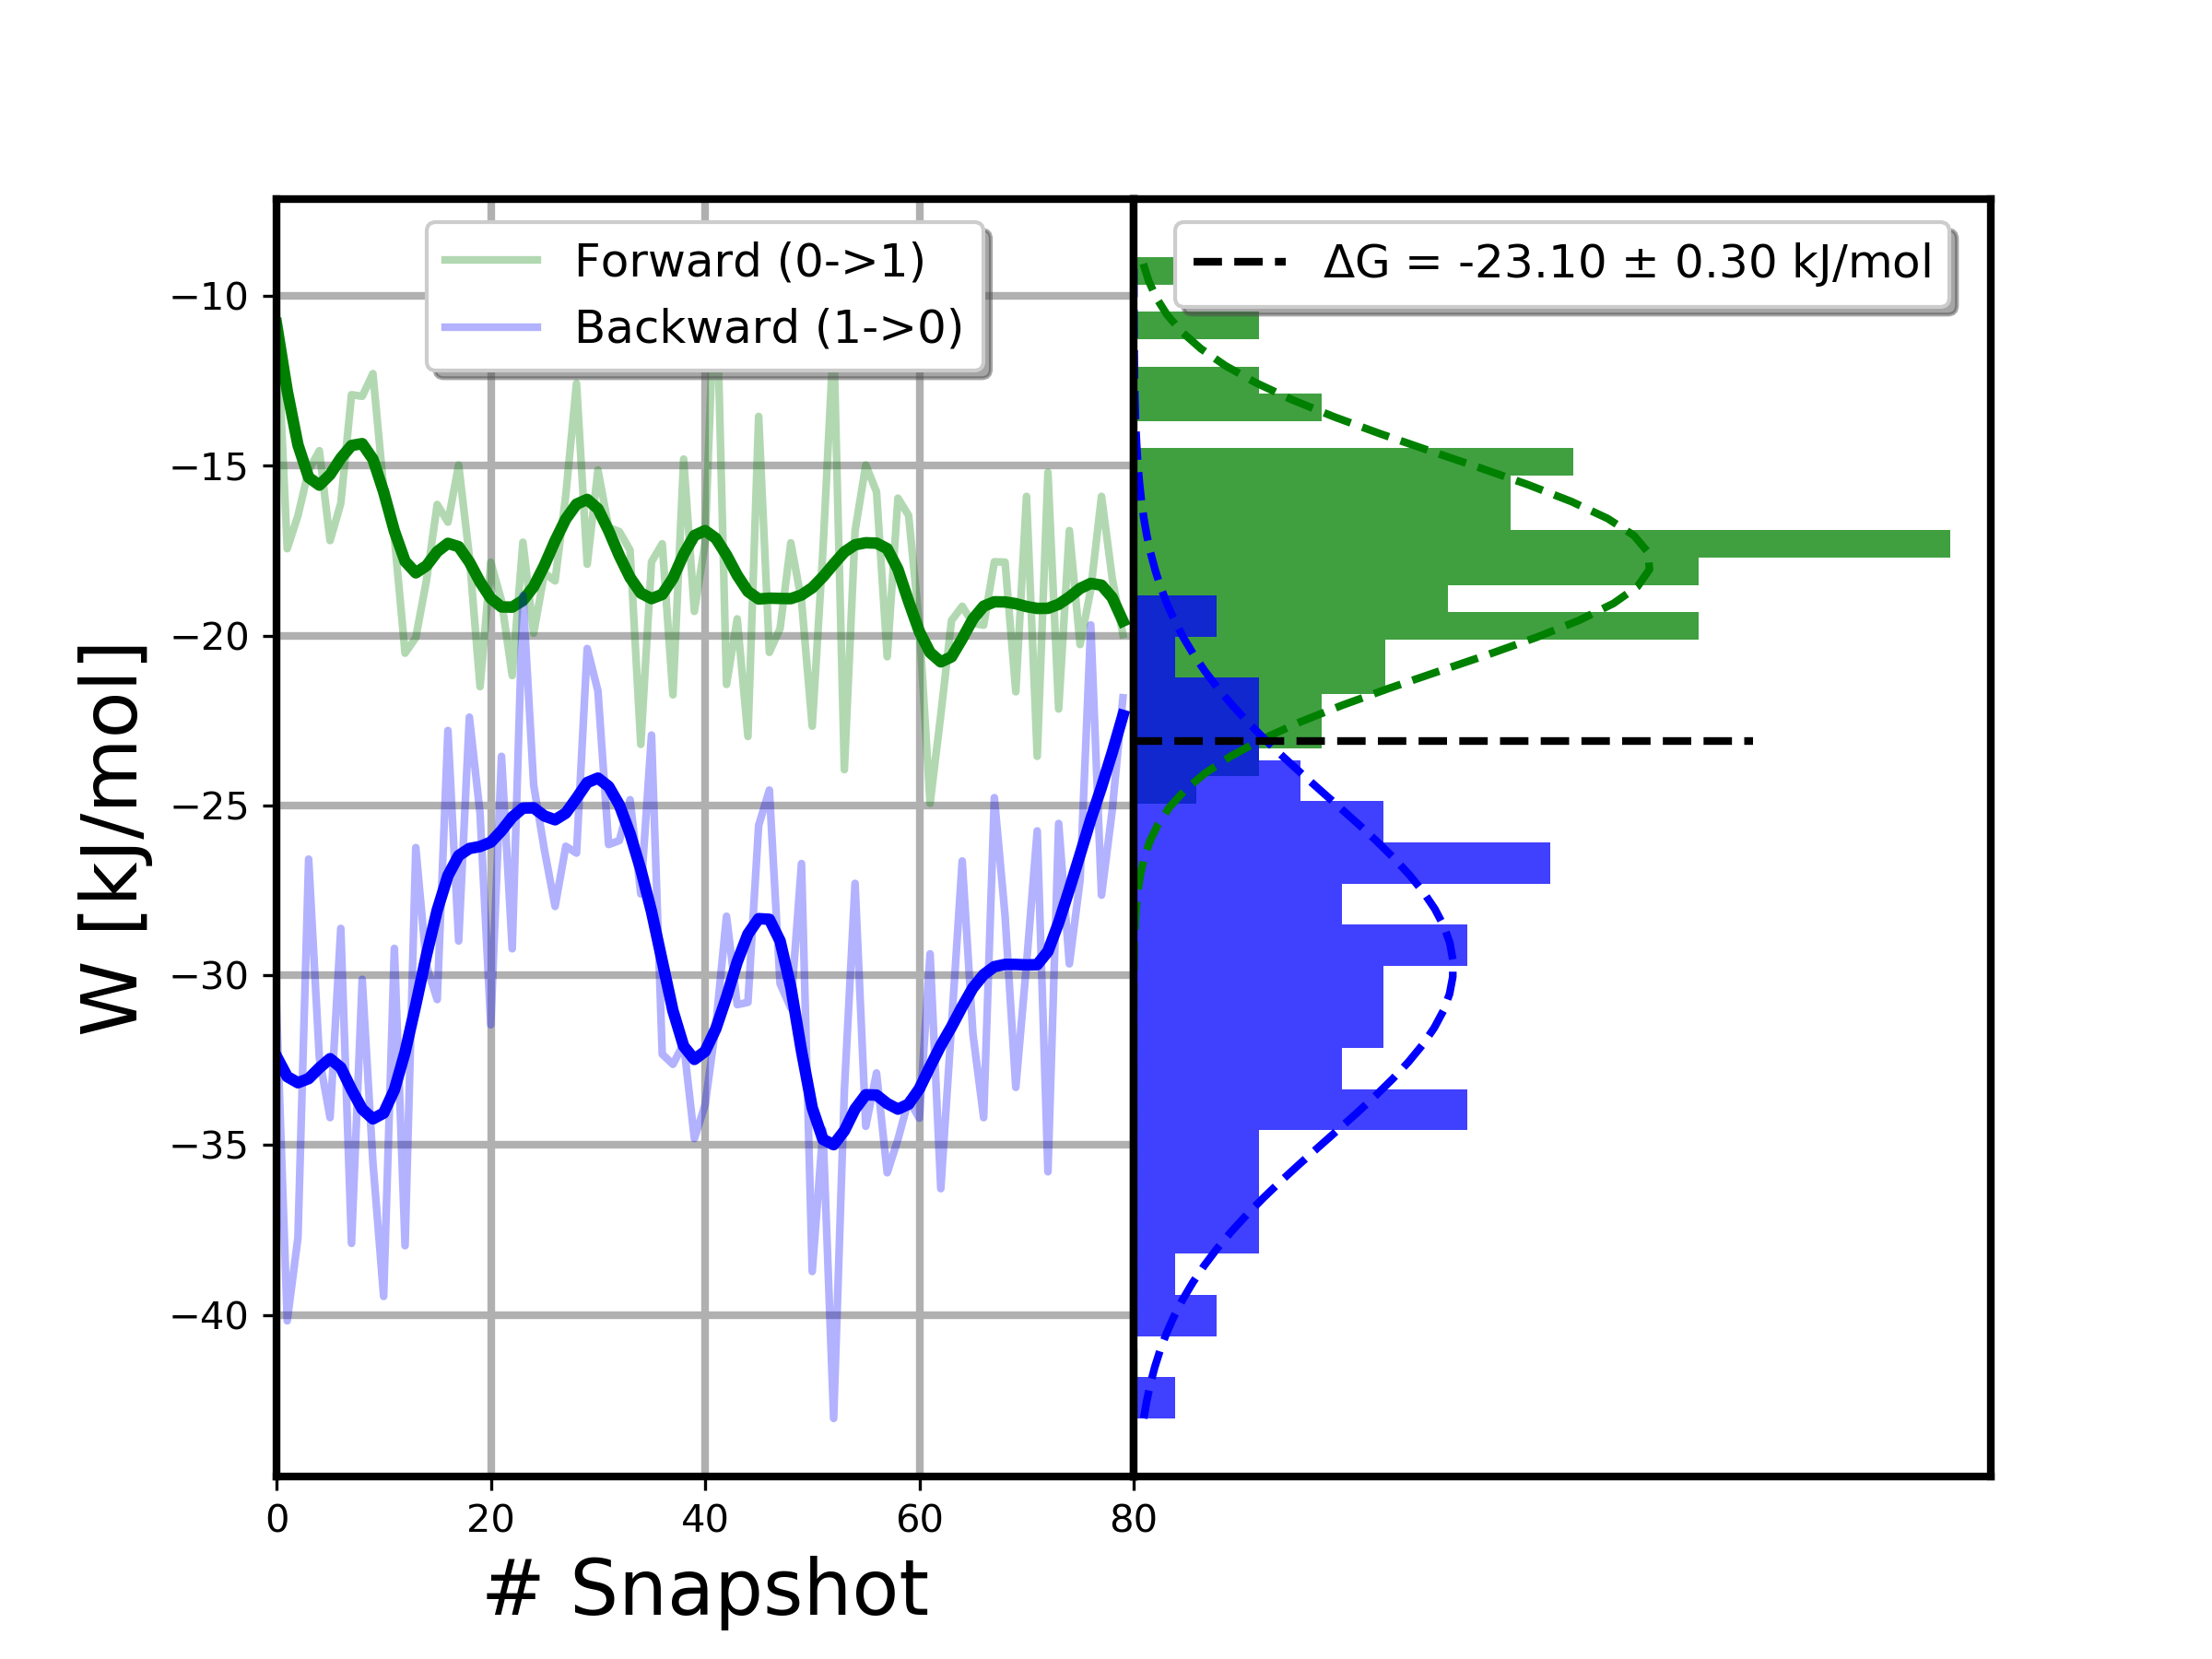 Forward (0->1)
Backward (1->0)
ΔG = -23.10 ± 0.30 kJ/mol
W [kJ/mol]
−10
−15
−20
−25
−30
−35
−40
0 20 40 60 80
# Snapshot